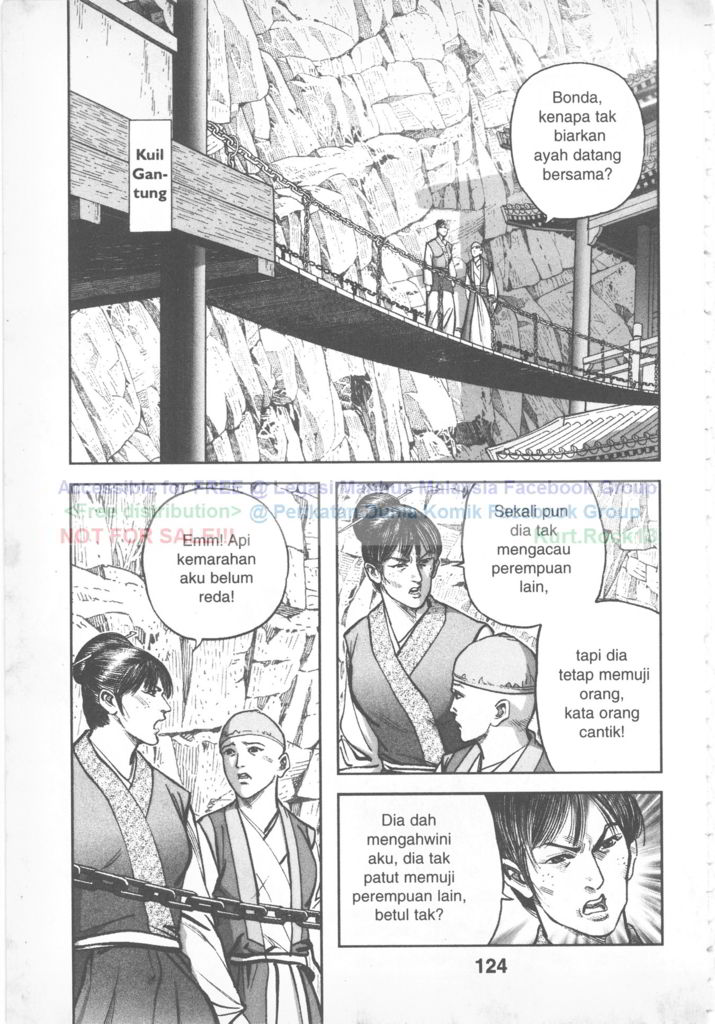 Bonda,
kenapa tak
biarkan
ayah datang
bersama?
Kuil
Gan-
tung
Accessible for FREE @ Legasi Manhua Malaysia Facebook Group
<Free distribution> @ Perikatan Dunia Komik Facebook Group
NOT FOR SALE!!! Kurt.Rock13
Emm! Api
kemarahan
aku belum
reda!
Sekali pun
dia tak
mengacau
perempuan
lain,
tapi dia
tetap memuji
orang,
kata orang
cantik!
Dia dah
mengahwini
aku, dia tak
patut memuji
perempuan lain,
betul tak?
124